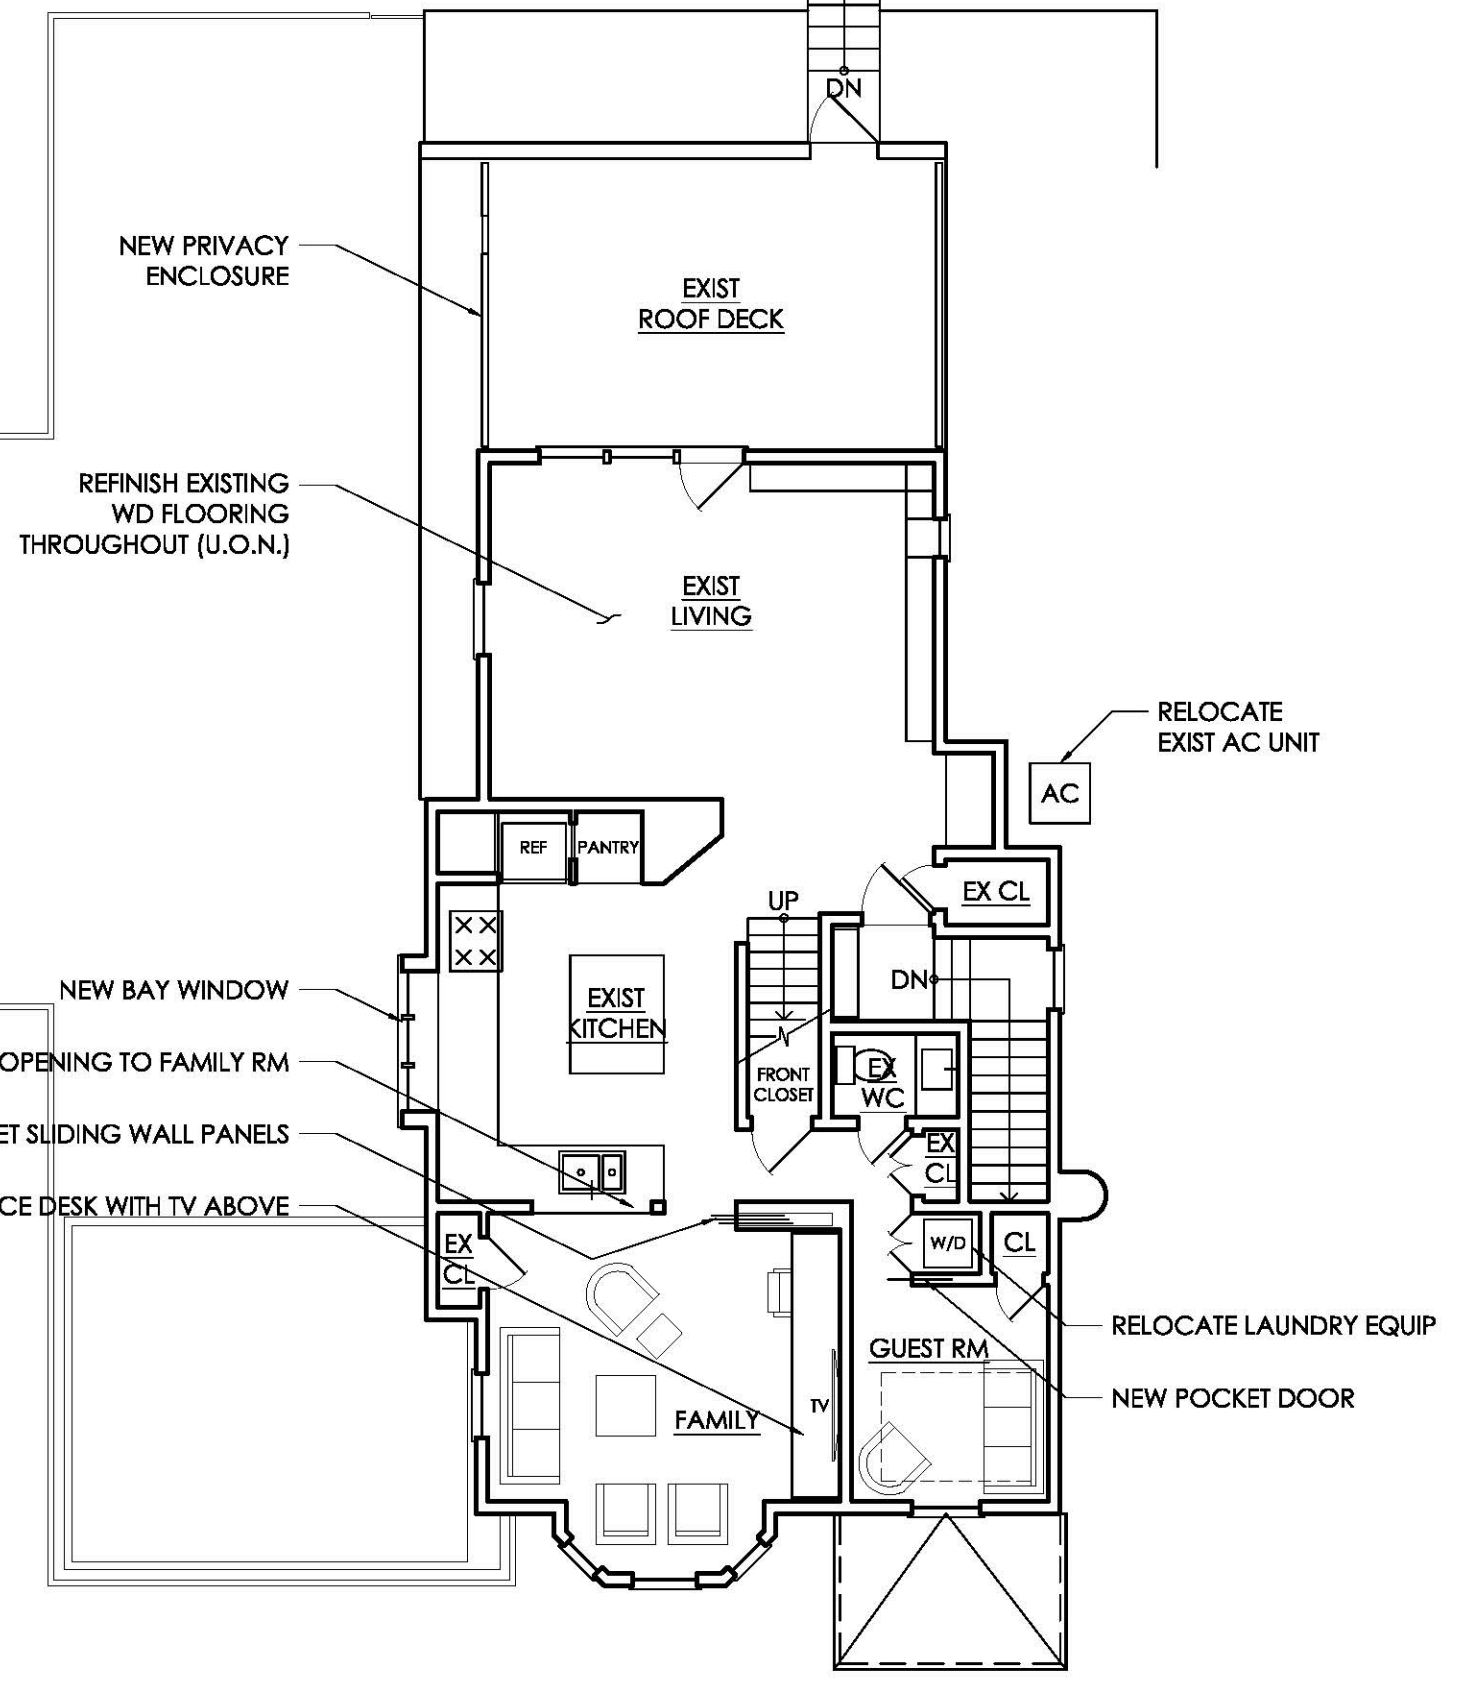 DN
NEW PRIVACY
ENCLOSURE
EXIST
ROOF DECK
REFINISH EXISTING
WD FLOORING
THROUGHOUT (U.O.N.)
EXIST
LIVING
RELOCATE
EXIST AC UNIT
AC
REF
PANTRY
EX CL
UP
DN
NEW BAY WINDOW
EXIST
KITCHEN
OPENING TO FAMILY RM
FRONT
CLOSET
EX
WC
ET SLIDING WALL PANELS
EX
CL
CE DESK WITH TV ABOVE
EX
CL
W/D
CL
RELOCATE LAUNDRY EQUIP
GUEST RM
NEW POCKET DOOR
TV
FAMILY